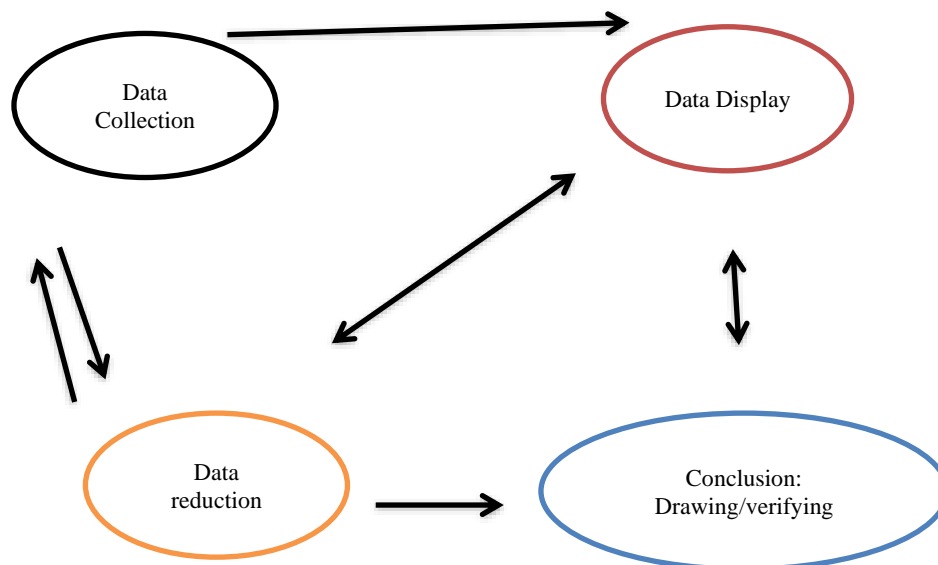 Data
Collection
Data Display
Data
reduction
Conclusion:
Drawing/verifying